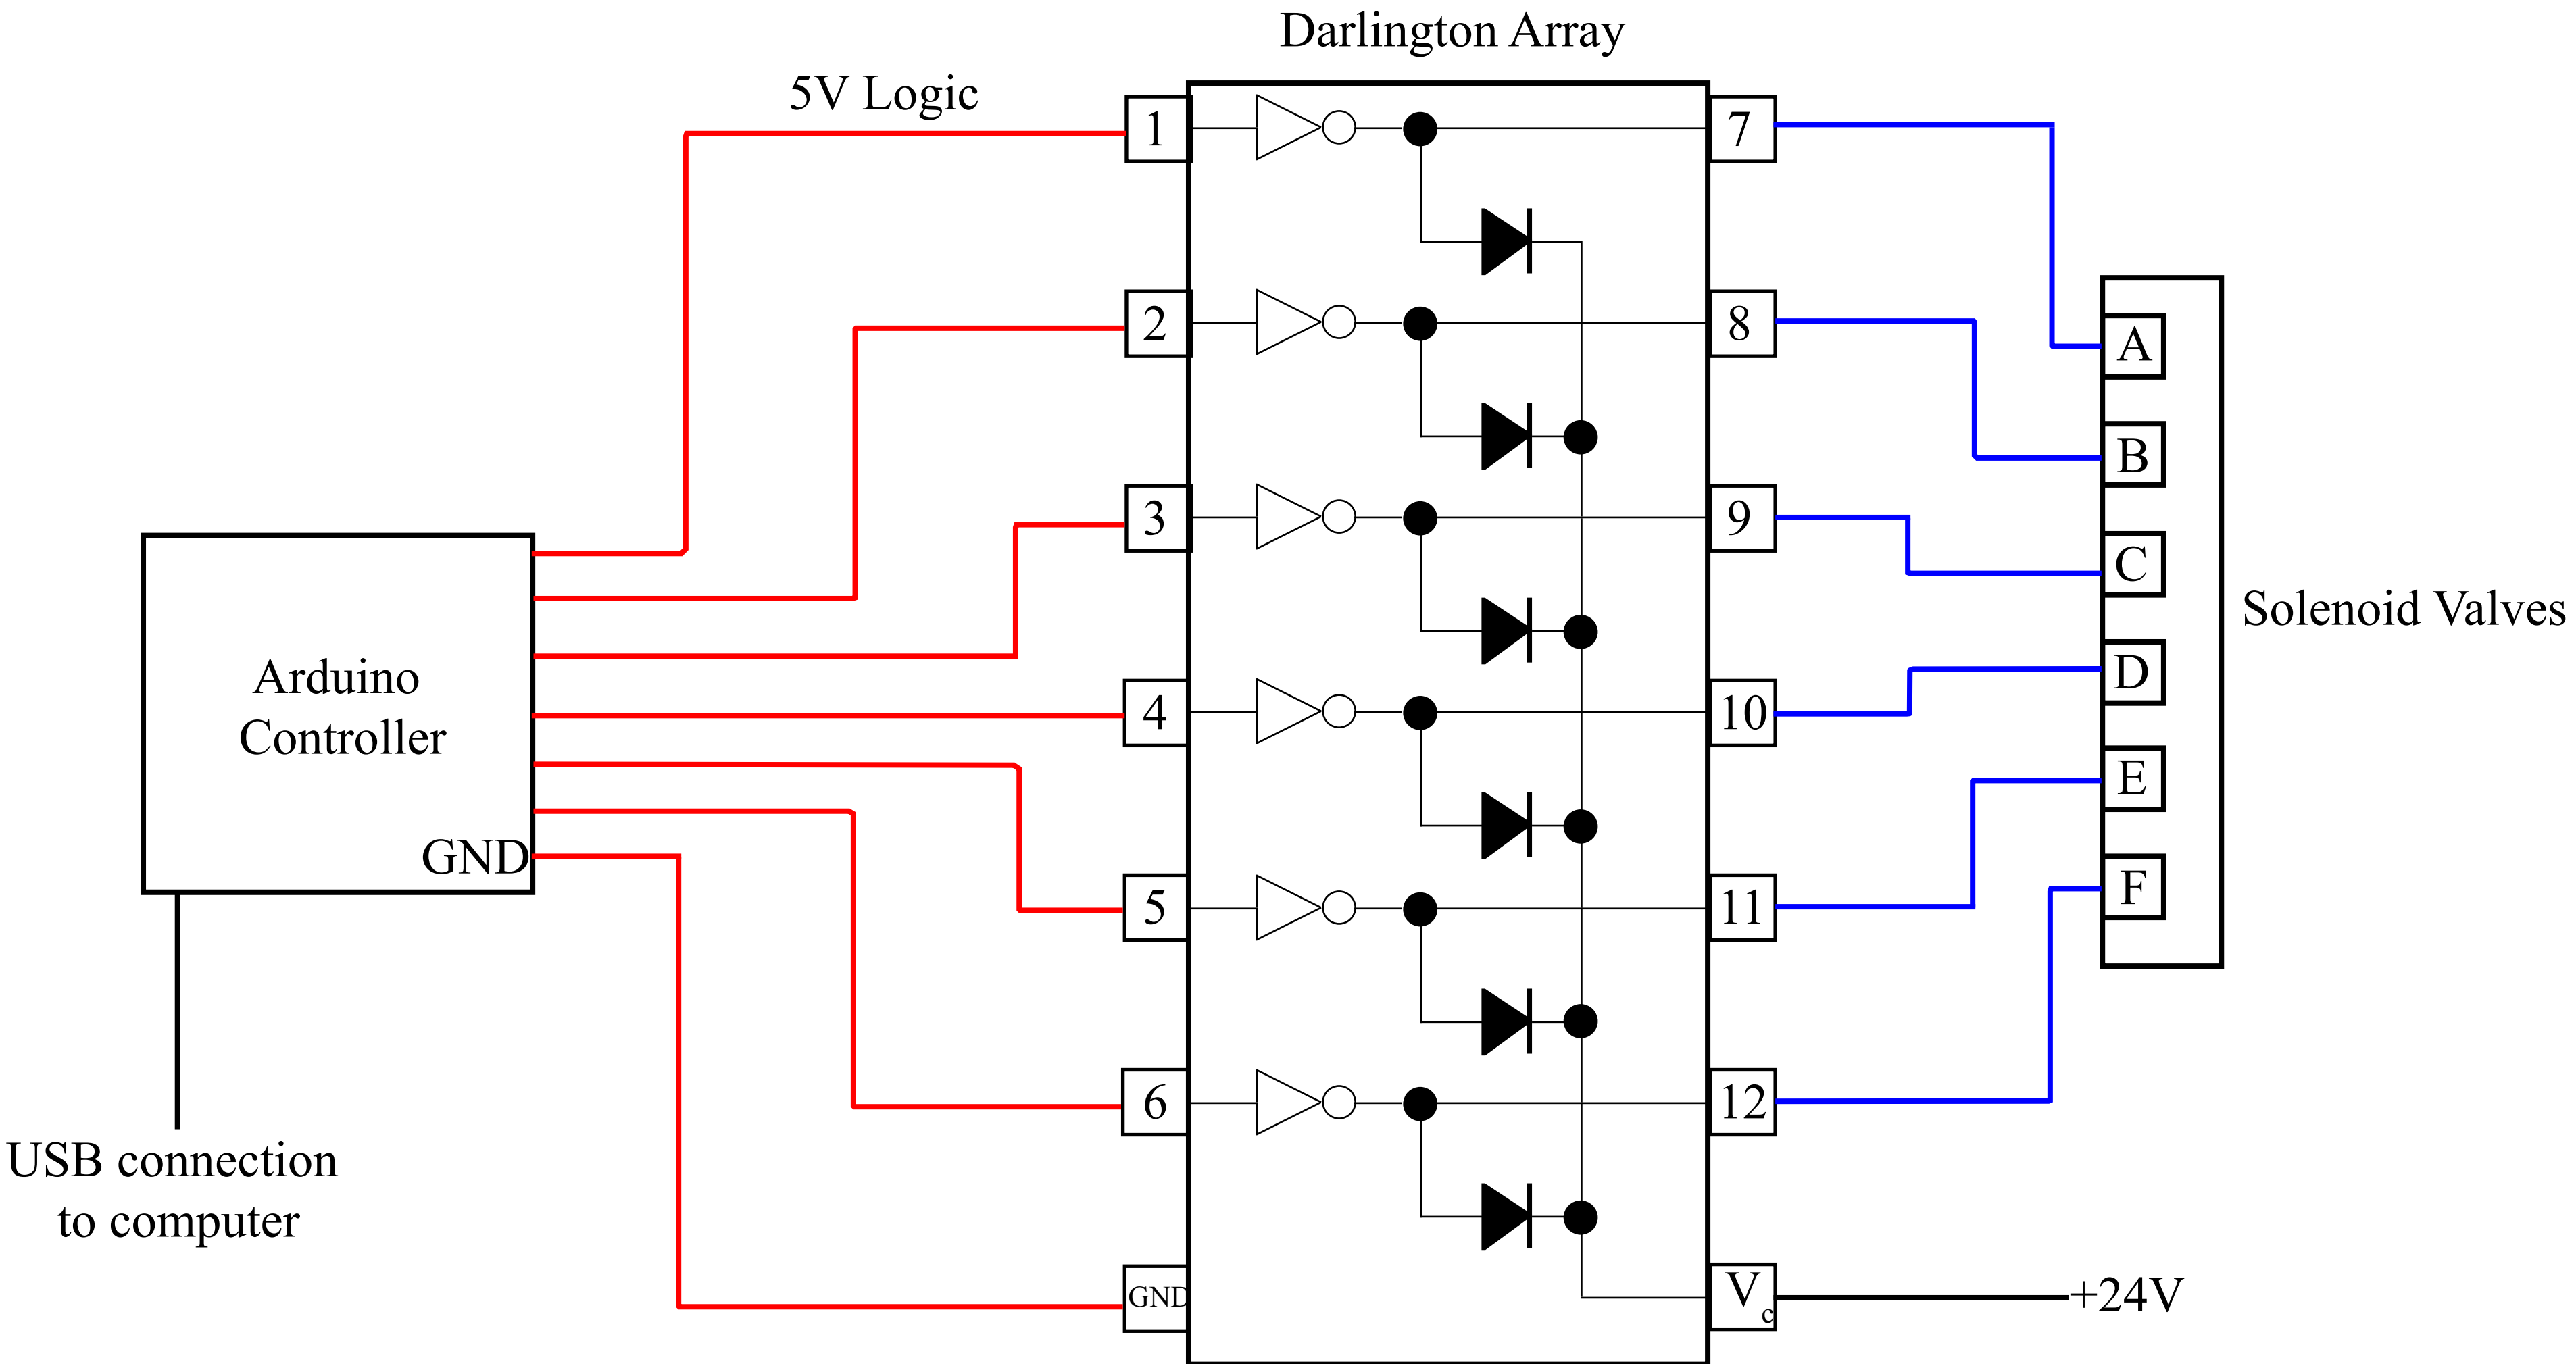 Darlington Array
5V Logic
1
7
2
8
3
9
4
10
5
11
6
12
GND
Vc
+24V
Arduino
Controller
GND
USB connection
to computer
A
B
C
D
E
F
Solenoid Valves